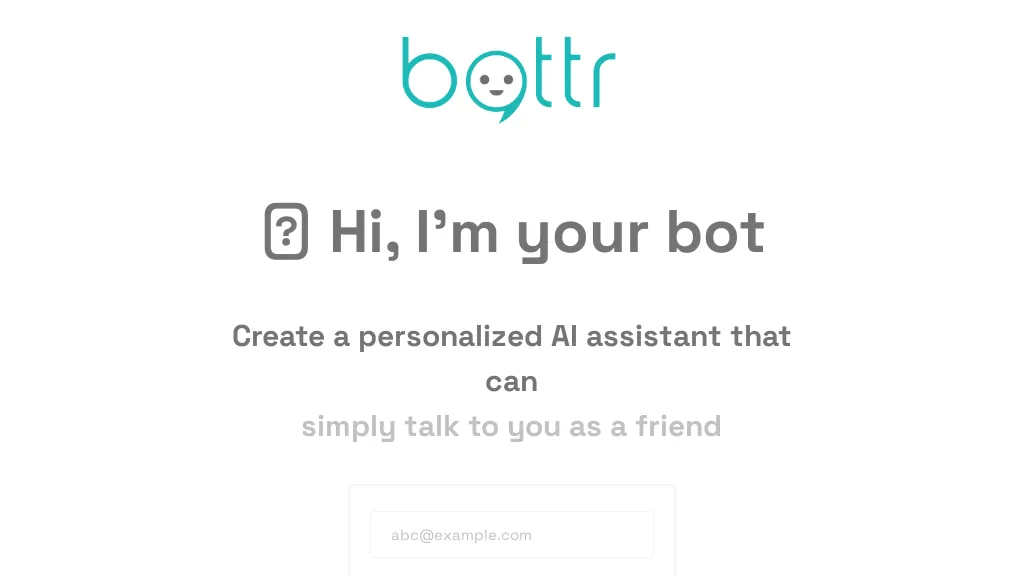 bottr
Hi, I’m your bot
Create a personalized AI assistant that
can
simply talk to you as a friend
abc@example.com